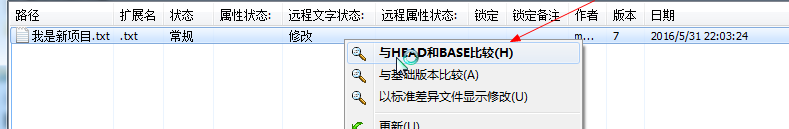 路径 扩展名 状态 属性状态: 远程文字状态: 远程属性状态: 锁定 锁定备注 作者 版本 日期
我是新项目.txt .txt 常规 修改 m... 7 2016/5/31 22:03:24
与HEAD和BASE比较(H)
与基础版本比较(A)
以标准差异文件显示修改(U)
更新(U)